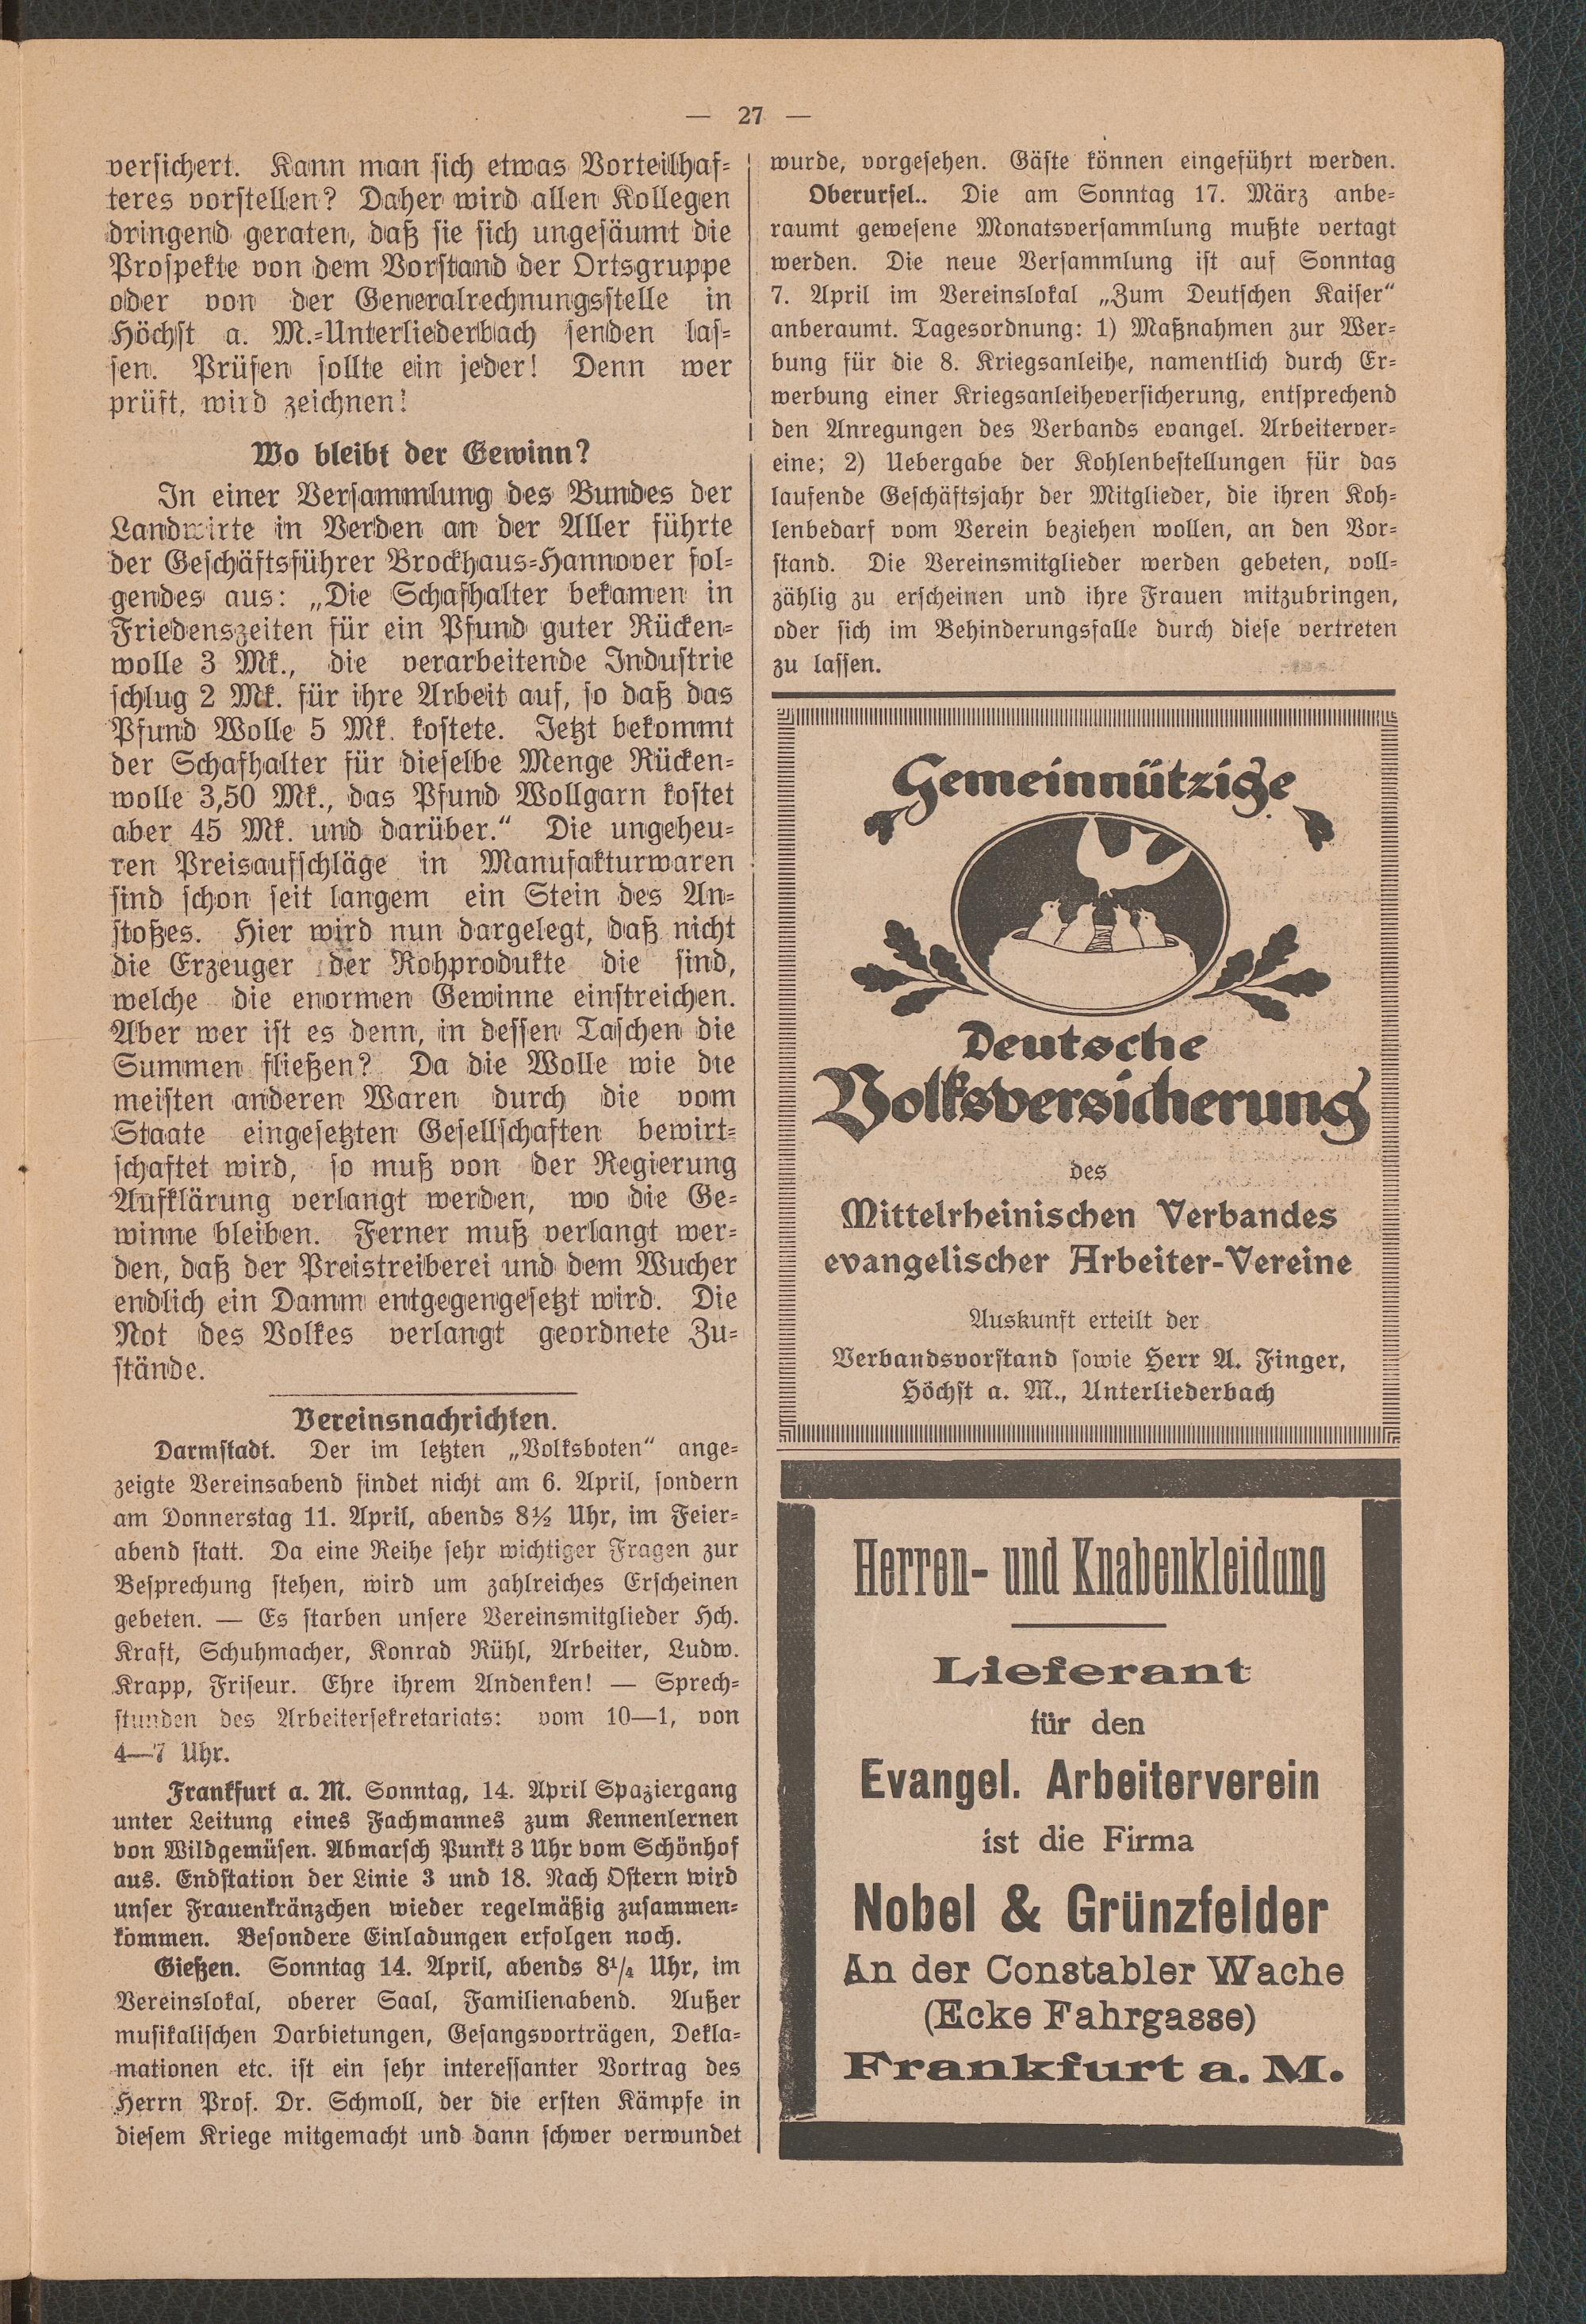 — 27 —
versichert. Kann man sich etwas Vorteilhaf-
teres vorstellen? Daher wird allen Kollegen
dringend geraten, daß sie sich ungesäumt die
Prospekte von dem Vorstand der Ortsgruppe
oder von der Generalrechnungsstelle in
Höchst a. M.-Unterliederbach senden las-
sen. Prüfen sollte ein jeder! Denn wer
prüft, wird zeichnen!
Wo bleibt der Gewinn?
In einer Versammlung des Bundes der
Landwirte in Verden an der Aller führte
der Geschäftsführer Brockhaus-Hannover fol-
gendes aus: „Die Schafhalter bekamen in
Friedenszeiten für ein Pfund guter Rücken-
wolle 3 Mk., die verarbeitende Industrie
schlug 2 Mk. für ihre Arbeit auf, so daß das
Pfund Wolle 5 Mk. kostete. Jetzt bekommt
der Schafhalter für dieselbe Menge Rücken-
wolle 3,50 Mk., das Pfund Wollgarn kostet
aber 45 Mk. und darüber.“ Die ungeheu-
ren Preisaufschläge in Manufakturwaren
sind schon seit langem ein Stein des An-
stoßes. Hier wird nun dargelegt, daß nicht
die Erzeuger der Rohprodukte die sind,
welche die enormen Gewinne einstreichen.
Aber wer ist es denn, in dessen Taschen die
Summen fließen? Da die Wolle wie die
meisten anderen Waren durch die vom
Staate eingesetzten Gesellschaften bewirt-
schaftet wird, so muß von der Regierung
Aufklärung verlangt werden, wo die Ge-
winne bleiben. Ferner muß verlangt wer-
den, daß der Preistreiberei und dem Wucher
endlich ein Damm entgegengesetzt wird. Die
Not des Volkes verlangt geordnete Zu-
stände.
Vereinsnachrichten.
Darmstadt. Der im letzten „Volksboten“ ange-
zeigte Vereinsabend findet nicht am 6. April, sondern
am Donnerstag 11. April, abends 8½ Uhr, im Feier-
abend statt. Da eine Reihe sehr wichtiger Fragen zur
Besprechung stehen, wird um zahlreiches Erscheinen
gebeten. — Es starben unsere Vereinsmitglieder Hch.
Kraft, Schuhmacher, Konrad Rühl, Arbeiter, Ludw.
Krapp, Friseur. Ehre ihrem Andenken! — Sprech-
stunden des Arbeitersekretariats: vom 10—1, von
4—7 Uhr.
Frankfurt a. M. Sonntag, 14. April Spaziergang
unter Leitung eines Fachmannes zum Kennenlernen
von Wildgemüsen. Abmarsch Punkt 3 Uhr vom Schönhof
aus. Endstation der Linie 3 und 18. Nach Ostern wird
unser Frauenkränzchen wieder regelmäßig zusammen-
kommen. Besondere Einladungen erfolgen noch.
Gießen. Sonntag 14. April, abends 8¼ Uhr, im
Vereinslokal, oberer Saal, Familienabend. Außer
musikalischen Darbietungen, Gesangsvorträgen, Dekla-
mationen etc. ist ein sehr interessanter Vortrag des
Herrn Prof. Dr. Schmoll, der die ersten Kämpfe in
diesem Kriege mitgemacht und dann schwer verwundet
wurde, vorgesehen. Gäste können eingeführt werden.
Oberursel.. Die am Sonntag 17. März anbe-
raumt gewesene Monatsversammlung mußte vertagt
werden. Die neue Versammlung ist auf Sonntag
7. April im Vereinslokal „Zum Deutschen Kaiser“
anberaumt. Tagesordnung: 1) Maßnahmen zur Wer-
bung für die 8. Kriegsanleihe, namentlich durch Er-
werbung einer Kriegsanleiheversicherung, entsprechend
den Anregungen des Verbands evangel. Arbeiterver-
eine; 2) Uebergabe der Kohlenbestellungen für das
laufende Geschäftsjahr der Mitglieder, die ihren Koh-
lenbedarf vom Verein beziehen wollen, an den Vor-
stand. Die Vereinsmitglieder werden gebeten, voll-
zählig zu erscheinen und ihre Frauen mitzubringen,
oder sich im Behinderungsfalle durch diese vertreten
zu lassen.
Gemeinnützige
Deutsche
Volksversicherung
des
Mittelrheinischen Verbandes
evangelischer Arbeiter-Vereine
Auskunft erteilt der
Verbandsvorstand sowie Herr A. Finger,
Höchst a. M., Unterliederbach
Herren- und Knabenkleidung
Lieferant
für den
Evangel. Arbeiterverein
ist die Firma
Nobel & Grünzfelder
An der Constabler Wache
(Ecke Fahrgasse)
Frankfurt a. M.